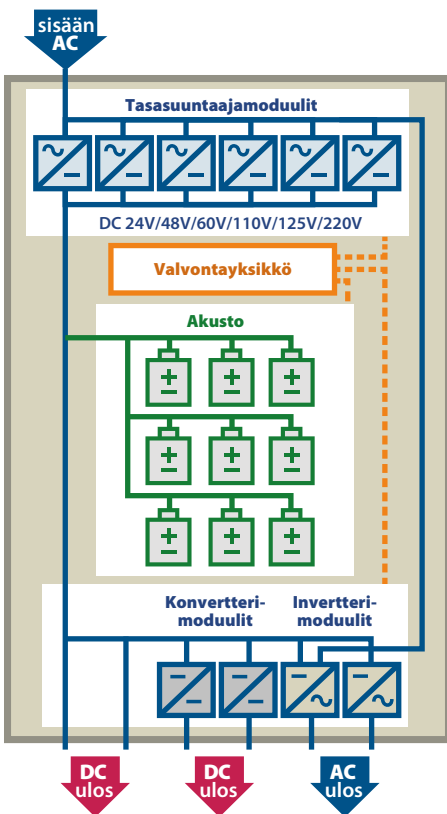 sisään
AC
Tasasuuntaajamoduulit
DC 24V/48V/60V/110V/125V/220V
Valvontayksikkö
Akusto
Konvertteri-
moduulit
Invertteri-
moduulit
DC
ulos
DC
ulos
AC
ulos